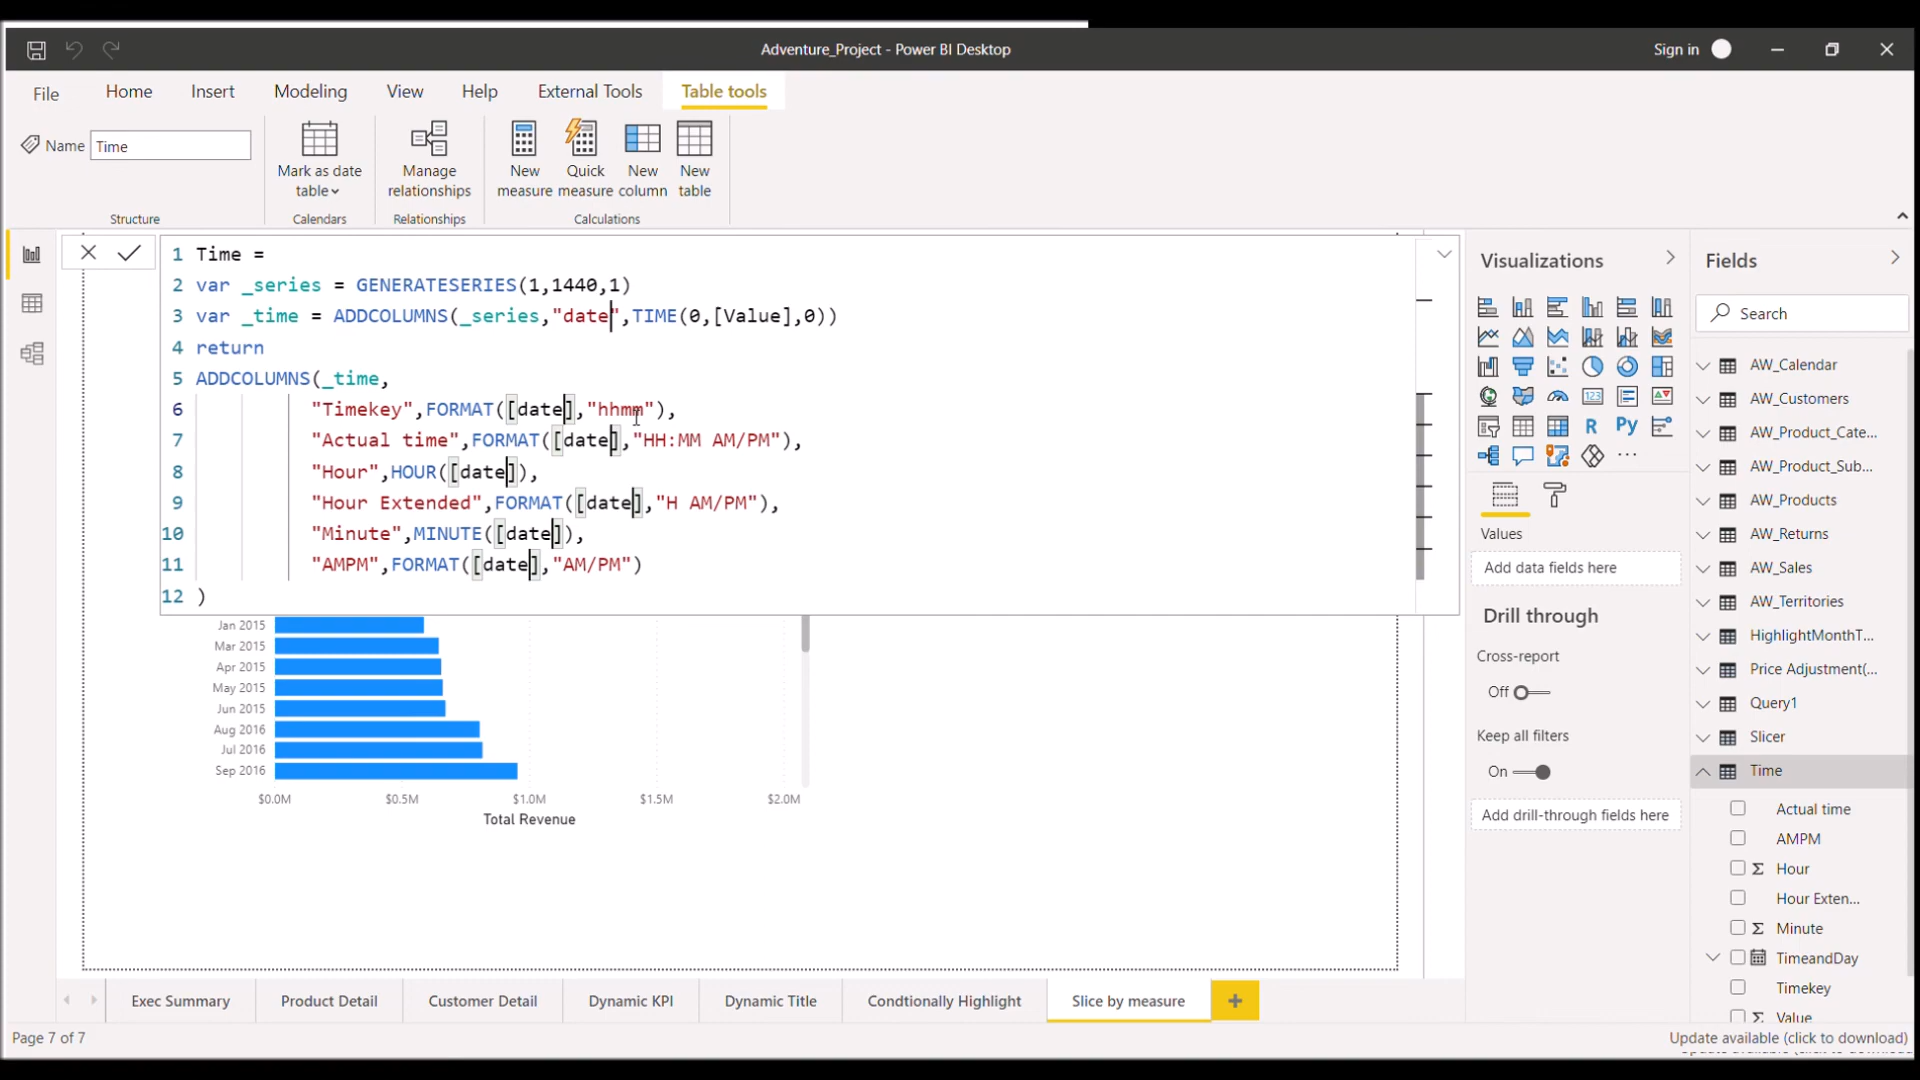 Adventure_Project - Power BI Desktop
Sign in
File
Home
Insert
Modeling
View
Help
External Tools
Table tools
Name
Time
Mark as date
table
Manage
relationships
New
measure
Quick
measure
New
column
New
table
Structure
Calendars
Relationships
Calculations
1 Time =
2 var _series = GENERATESERIES(1,1440,1)
3 var _time = ADDCOLUMNS(_series,"date",TIME(0,[Value],0))
4 return
5 ADDCOLUMNS(_time,
6 "Timekey",FORMAT([date],"hhmm"),
7 "Actual time",FORMAT([date],"HH:MM AM/PM"),
8 "Hour",HOUR([date]),
9 "Hour Extended",FORMAT([date],"H AM/PM"),
10 "Minute",MINUTE([date]),
11 "AMPM",FORMAT([date],"AM/PM")
12 )
Jan 2015
Mar 2015
Apr 2015
May 2015
Jun 2015
Aug 2016
Jul 2016
Sep 2016
$0.0M
$0.5M
$1.0M
$1.5M
$2.0M
Total Revenue
Visualizations
R
Py
123
Values
Add data fields here
Drill through
Cross-report
Off
Keep all filters
On
Add drill-through fields here
Fields
Search
AW_Calendar
AW_Customers
AW_Product_Cate...
AW_Product_Sub...
AW_Products
AW_Returns
AW_Sales
AW_Territories
HighlightMonthT...
Price Adjustment(...
Query1
Slicer
Time
Actual time
AMPM
Σ Hour
Hour Exten...
Σ Minute
TimeandDay
Timekey
Σ Value
Exec Summary
Product Detail
Customer Detail
Dynamic KPI
Dynamic Title
Condtionally Highlight
Slice by measure
Page 7 of 7
Update available (click to download)